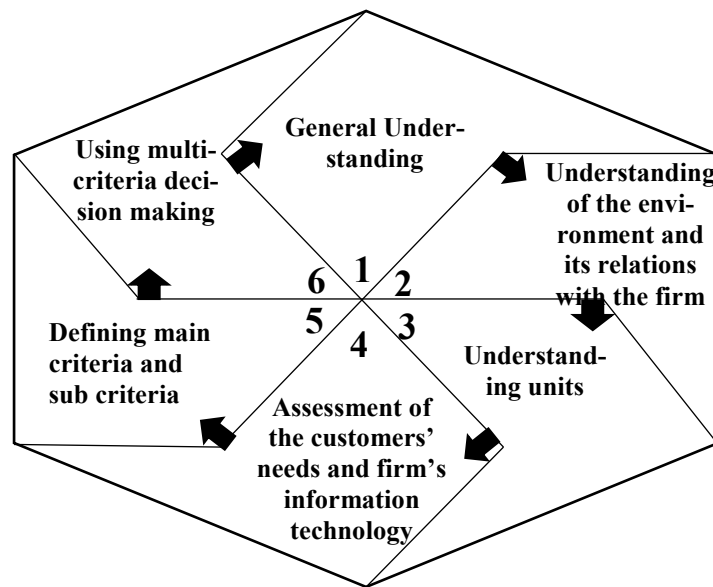 General Under-
standing
Using multi-
criteria deci-
sion making
Understanding
of the envi-
ronment and
its relations
with the firm
1
6
2
5
3
4
Defining main
criteria and
sub criteria
Understand-
ing units
Assessment of
the customers'
needs and firm's
information
technology